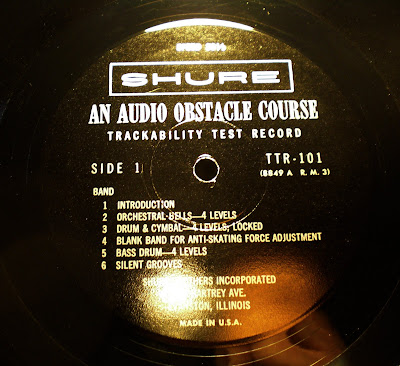 SHURE
AN AUDIO OBSTACLE COURSE
TRACKABILITY TEST RECORD
SIDE 1
TTR-101
(8849 A R. M. 3)
BAND
1 INTRODUCTION
2 ORCHESTRAL BELLS—4 LEVELS
3 DRUM & CYMBAL—4 LEVELS, LOCKED
4 BLANK BAND FOR ANTI-SKATING FORCE ADJUSTMENT
5 BASS DRUM—4 LEVELS
6 SILENT GROOVES
INCORPORATED
AVE.
ILLINOIS
MADE IN U.S.A.